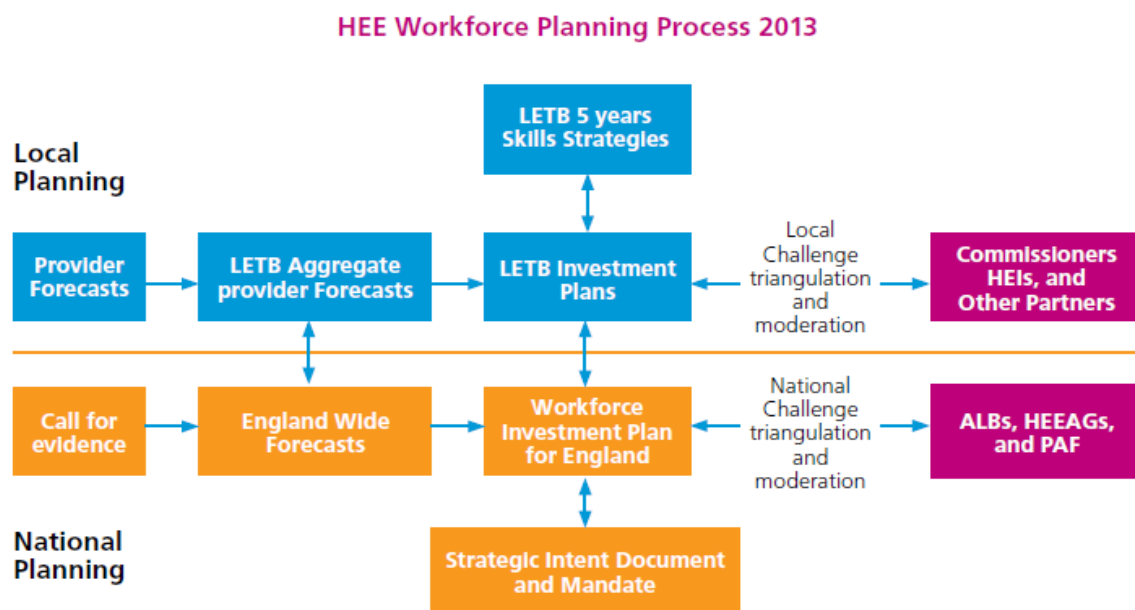 HEE Workforce Planning Process 2013
LETB 5 years
Skills Strategies
Local
Planning
Provider
Forecasts
LETB Aggregate
provider Forecasts
LETB Investment
Plans
Local
Challenge
triangulation
and
moderation
Commissioners
HEIs, and
Other Partners
Call for
evidence
England Wide
Forecasts
Workforce
Investment Plan
for England
National
Challenge
triangulation
and
moderation
ALBs, HEEAGs,
and PAF
National
Planning
Strategic Intent Document
and Mandate